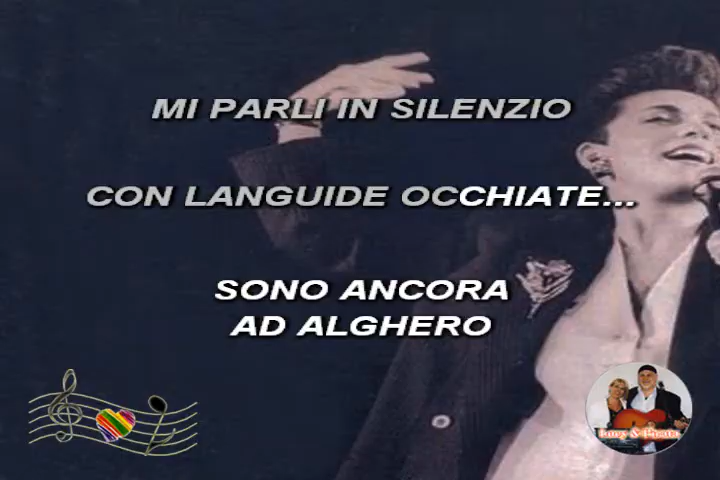 MI PARLI IN SILENZIO
CON LANGUIDE OCCHIATE...
SONO ANCORA
AD ALGHERO